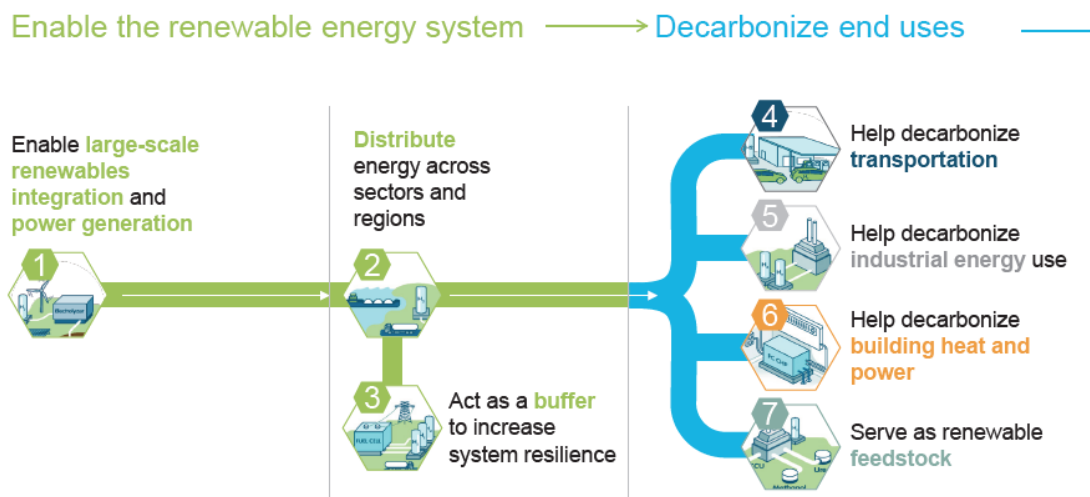 Enable the renewable energy system
Decarbonize end uses
Enable large-scale
renewables
integration and
power generation
1
Electrolyzer
Distribute
energy across
sectors and
regions
2
3
FUEL CELL
Act as a buffer
to increase
system resilience
4
Help decarbonize
transportation
5
Help decarbonize
industrial energy use
6
FC CHP
Help decarbonize
building heat and
power
7
CCU
Methanol
Serve as renewable
feedstock